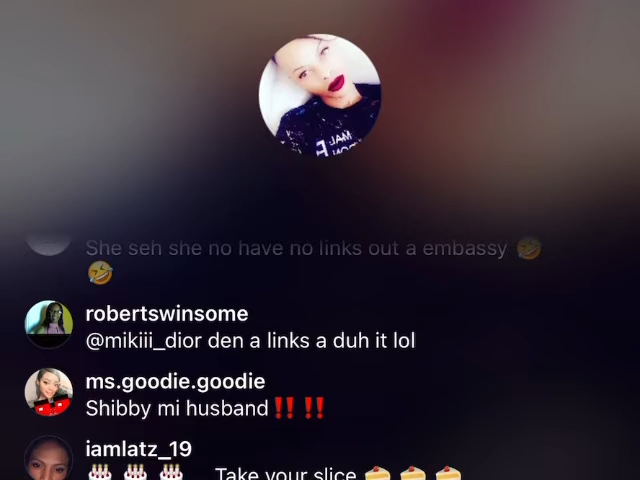 She seh she no have no links out a embassy 🤣
🤣
robertswinsome
@mikiii_dior den a links a duh it lol
ms.goodie.goodie
Shibby mi husband‼️ ‼️
iamlatz_19
🎂 🎂 🎂 Take your slice 🍰 🍰 🍰